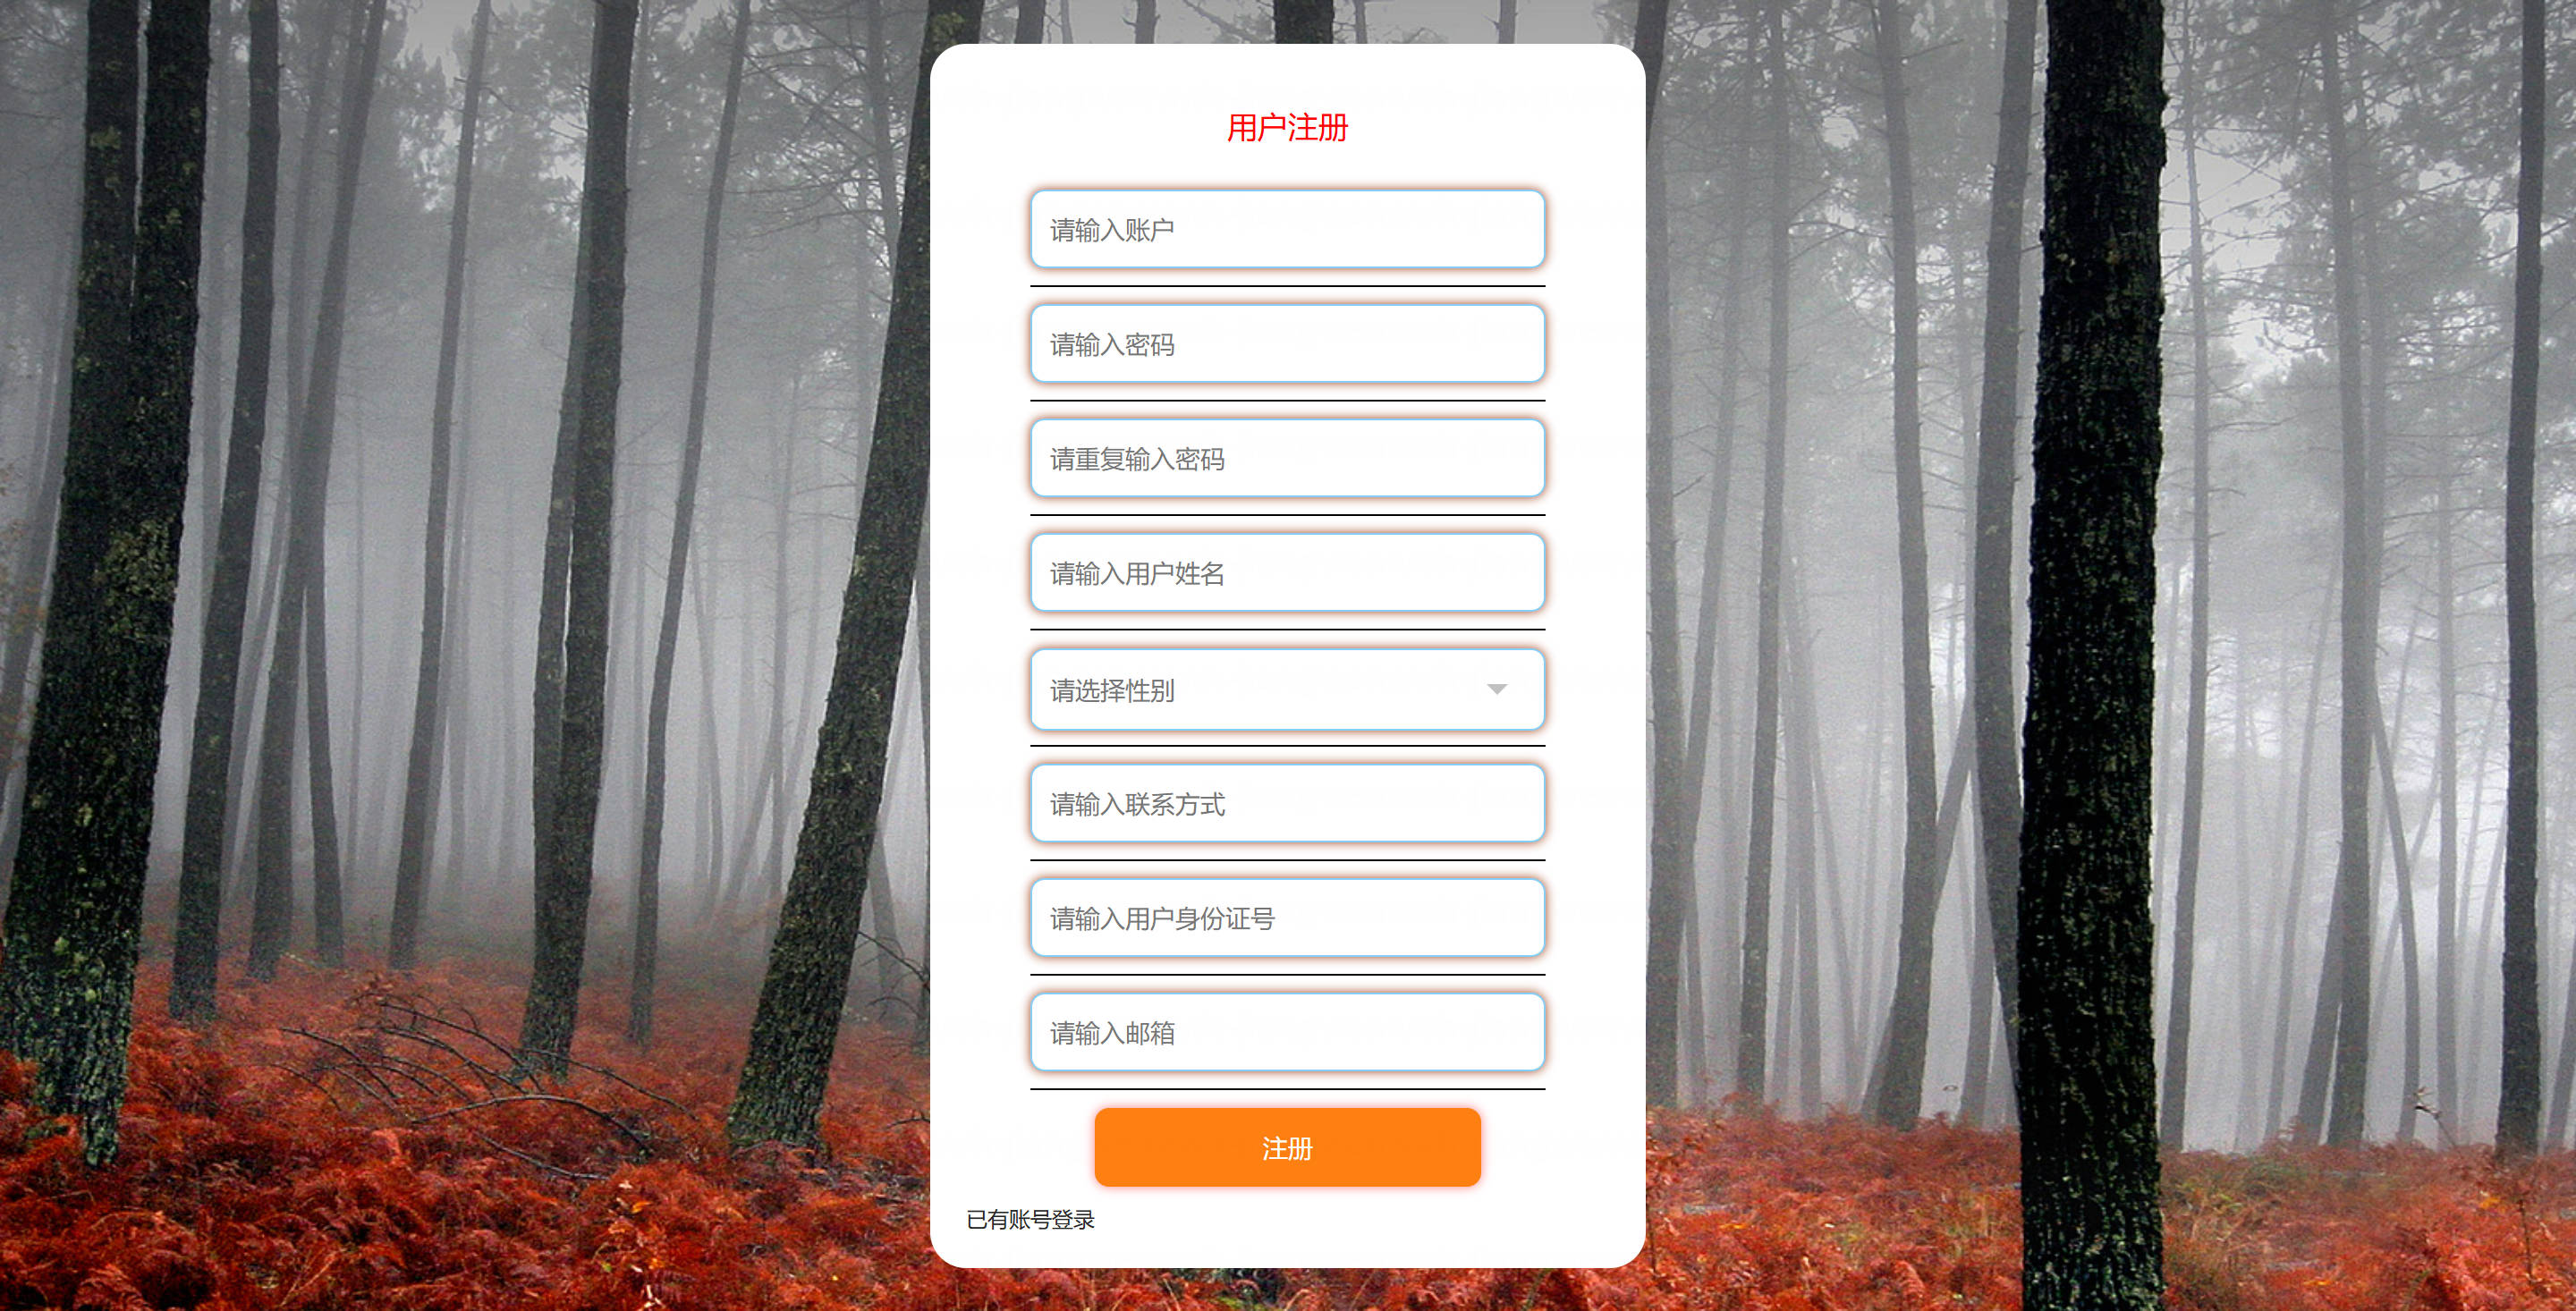 用户注册
请输入账户
请输入密码
请重复输入密码
请输入用户姓名
请选择性别
请输入联系方式
请输入用户身份证号
请输入邮箱
注册
已有账号登录